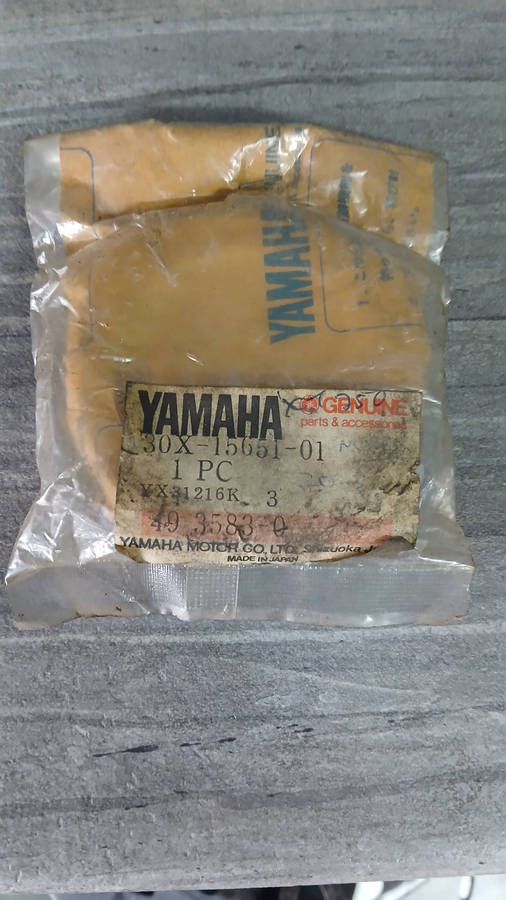 YAMAHA
YAMAHA
GENUINE
parts & accessories
30X-15651-01
1 PC
YX31216K 3
49 3583-0
YAMAHA MOTOR CO., LTD. Shizuoka
MADE IN JAPAN